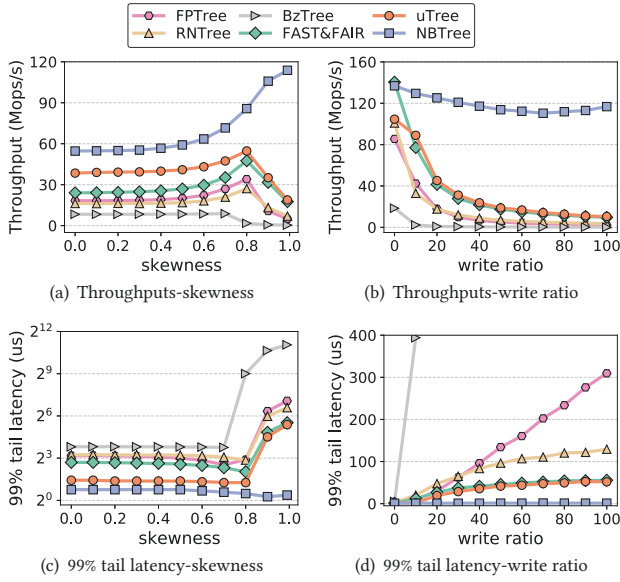 FPTree BzTree uTree
RNTree FAST&FAIR NBTree
Throughput (Mops/s)
120
90
60
30
0
0.0 0.2 0.4 0.6 0.8 1.0
skewness
(a) Throughputs-skewness
Throughput (Mops/s)
160
120
80
40
0
0 20 40 60 80 100
write ratio
(b) Throughputs-write ratio
99% tail latency (us)
2^12
2^9
2^6
2^3
2^0
0.0 0.2 0.4 0.6 0.8 1.0
skewness
(c) 99% tail latency-skewness
99% tail latency (us)
400
300
200
100
0
0 20 40 60 80 100
write ratio
(d) 99% tail latency-write ratio